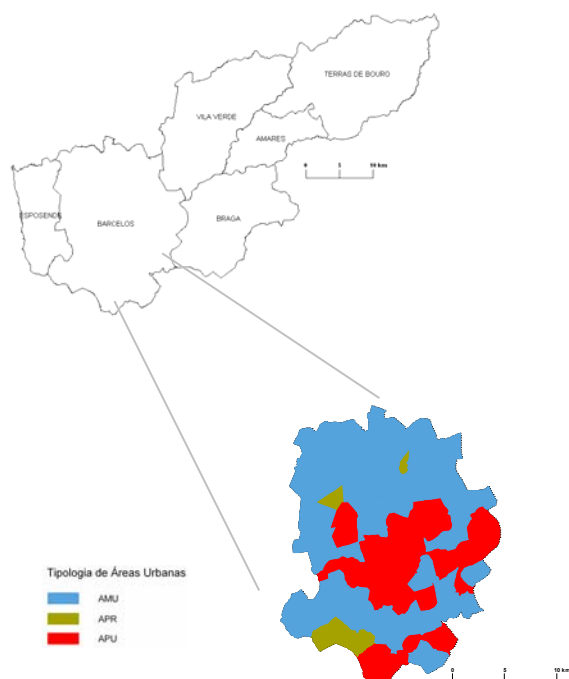 TERRAS DE BOURO
VILA VERDE
AMARES
0 5 10 km
ESPOSENDE
BARCELOS
BRAGA
Tipologia de Áreas Urbanas
AMU
APR
APU
0 5 10 km